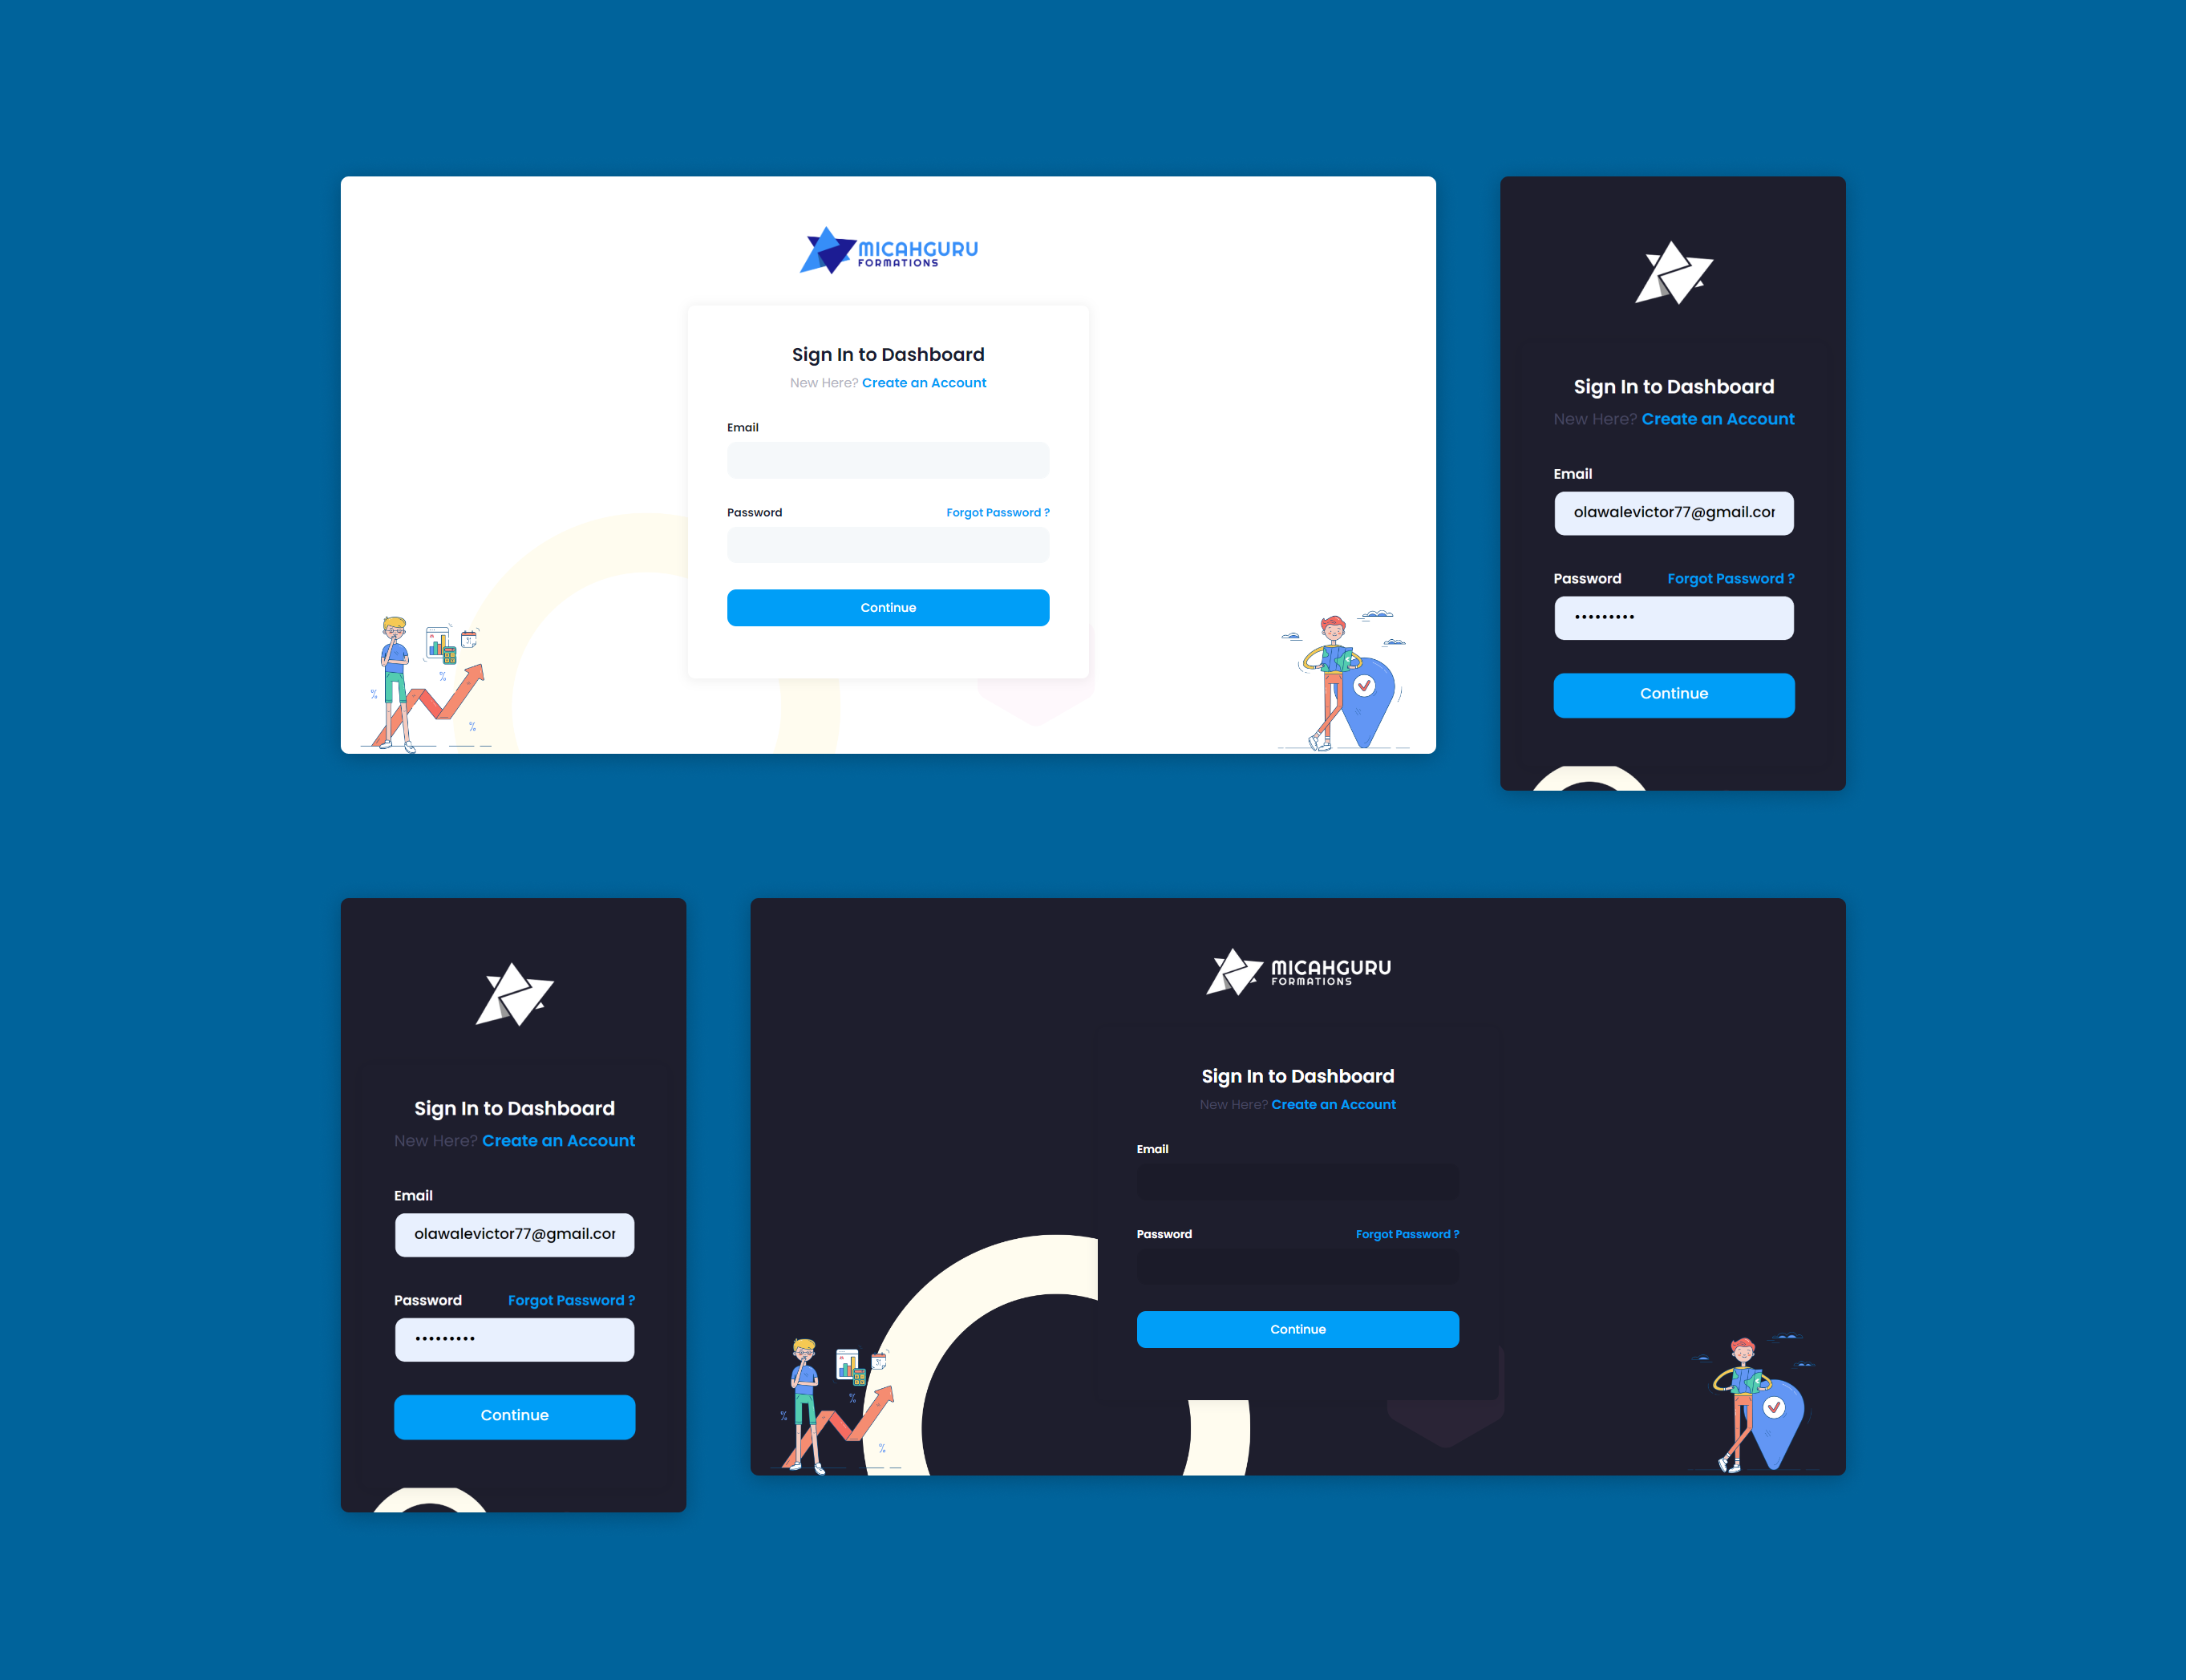 MICAHGURU
FORMATIONS
Sign In to Dashboard
New Here? Create an Account
Email
Password Forgot Password ?
Continue
Sign In to Dashboard
New Here? Create an Account
Email
olawalevictor77@gmail.co
Password Forgot Password ?
•••••••••
Continue
Sign In to Dashboard
New Here? Create an Account
Email
olawalevictor77@gmail.co
Password Forgot Password ?
•••••••••
Continue
MICAHGURU
FORMATIONS
Sign In to Dashboard
New Here? Create an Account
Email
Password Forgot Password ?
Continue